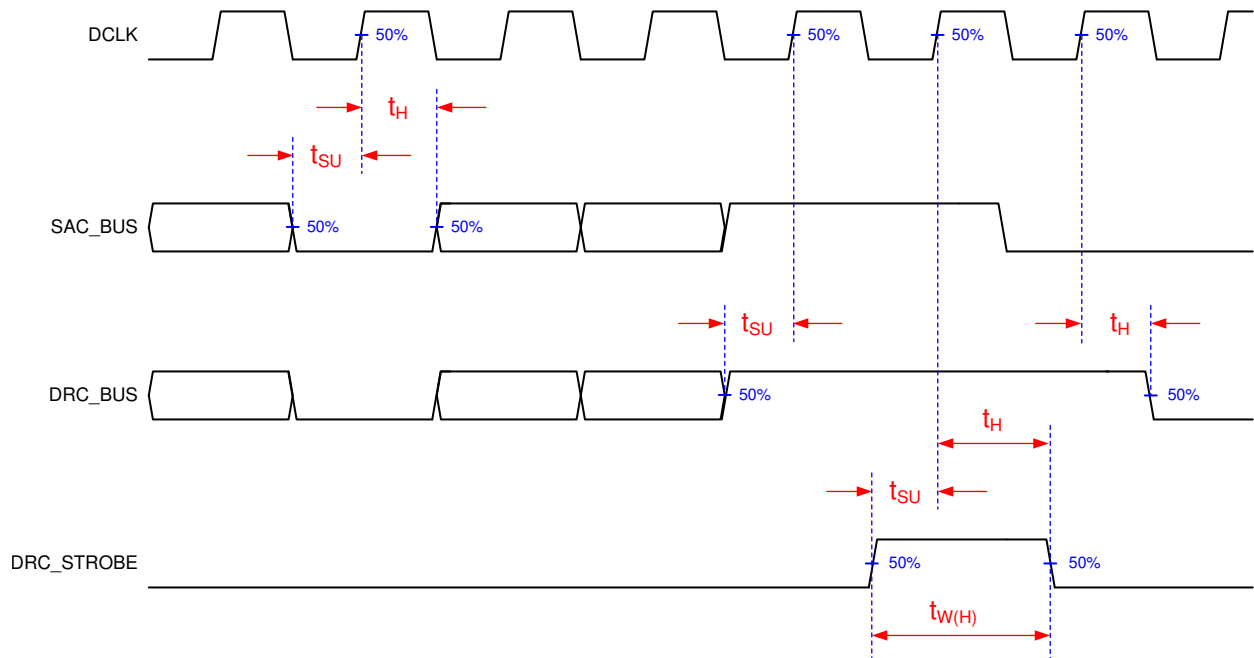 DCLK
50% 50% 50% 50%
tH
tSU
SAC_BUS
50% 50%
tSU tH
DRC_BUS
50% 50%
tH
tSU
DRC_STROBE
50% 50%
tW(H)